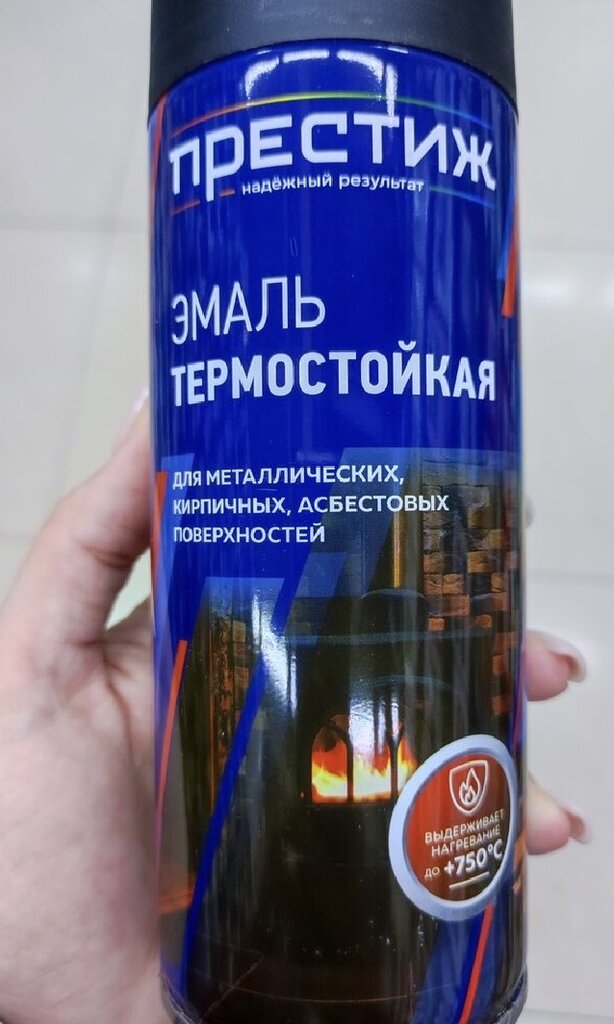 ПРЕСТИЖ
надёжный результат
ЭМАЛЬ
ТЕРМОСТОЙКАЯ
ДЛЯ МЕТАЛЛИЧЕСКИХ,
КИРПИЧНЫХ, АСБЕСТОВЫХ
ПОВЕРХНОСТЕЙ
ВЫДЕРЖИВАЕТ
НАГРЕВАНИЕ
ДО +750°С